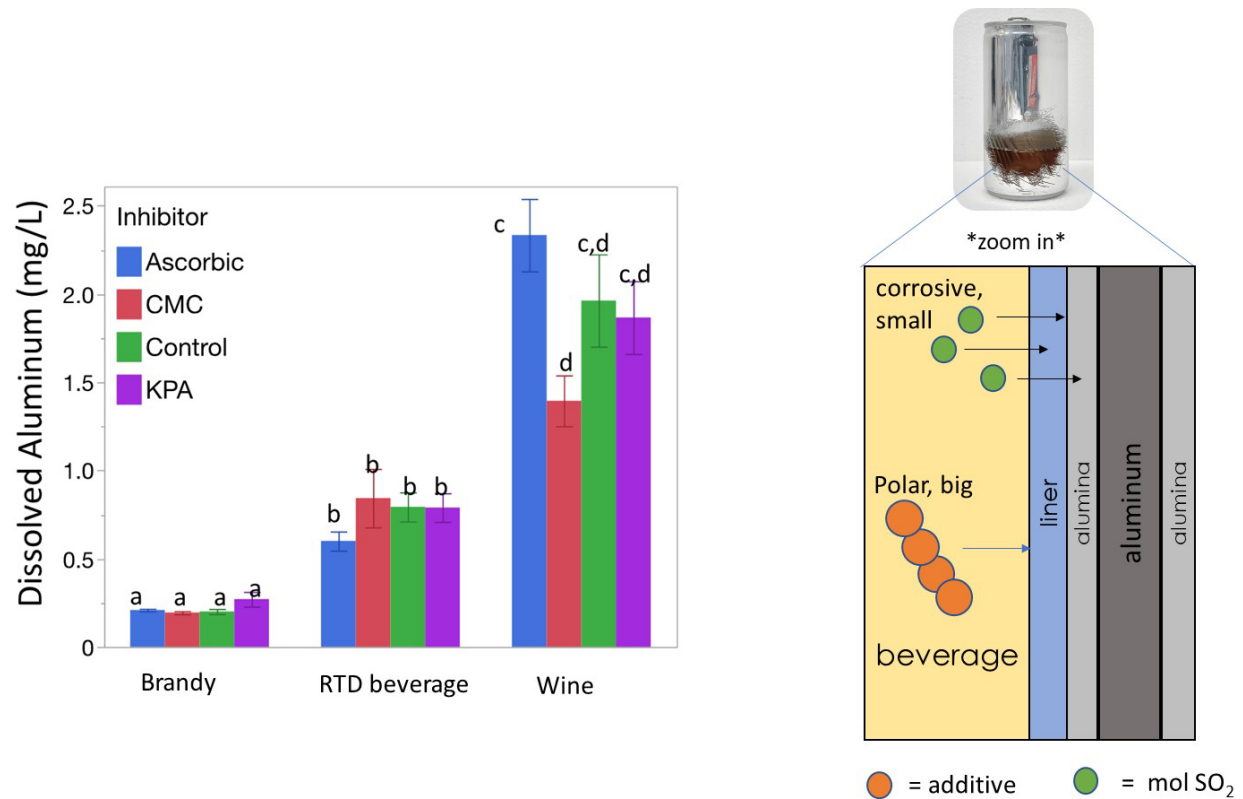 Dissolved Aluminum (mg/L)
2.5
2.0
1.5
1.0
0.5
0
Inhibitor
Ascorbic
CMC
Control
KPA
a
a
a
a
b
b
b
b
c
d
c,d
c,d
Brandy
RTD beverage
Wine
*zoom in*
corrosive,
small
Polar, big
beverage
liner
alumina
aluminum
alumina
= additive
= mol SO₂